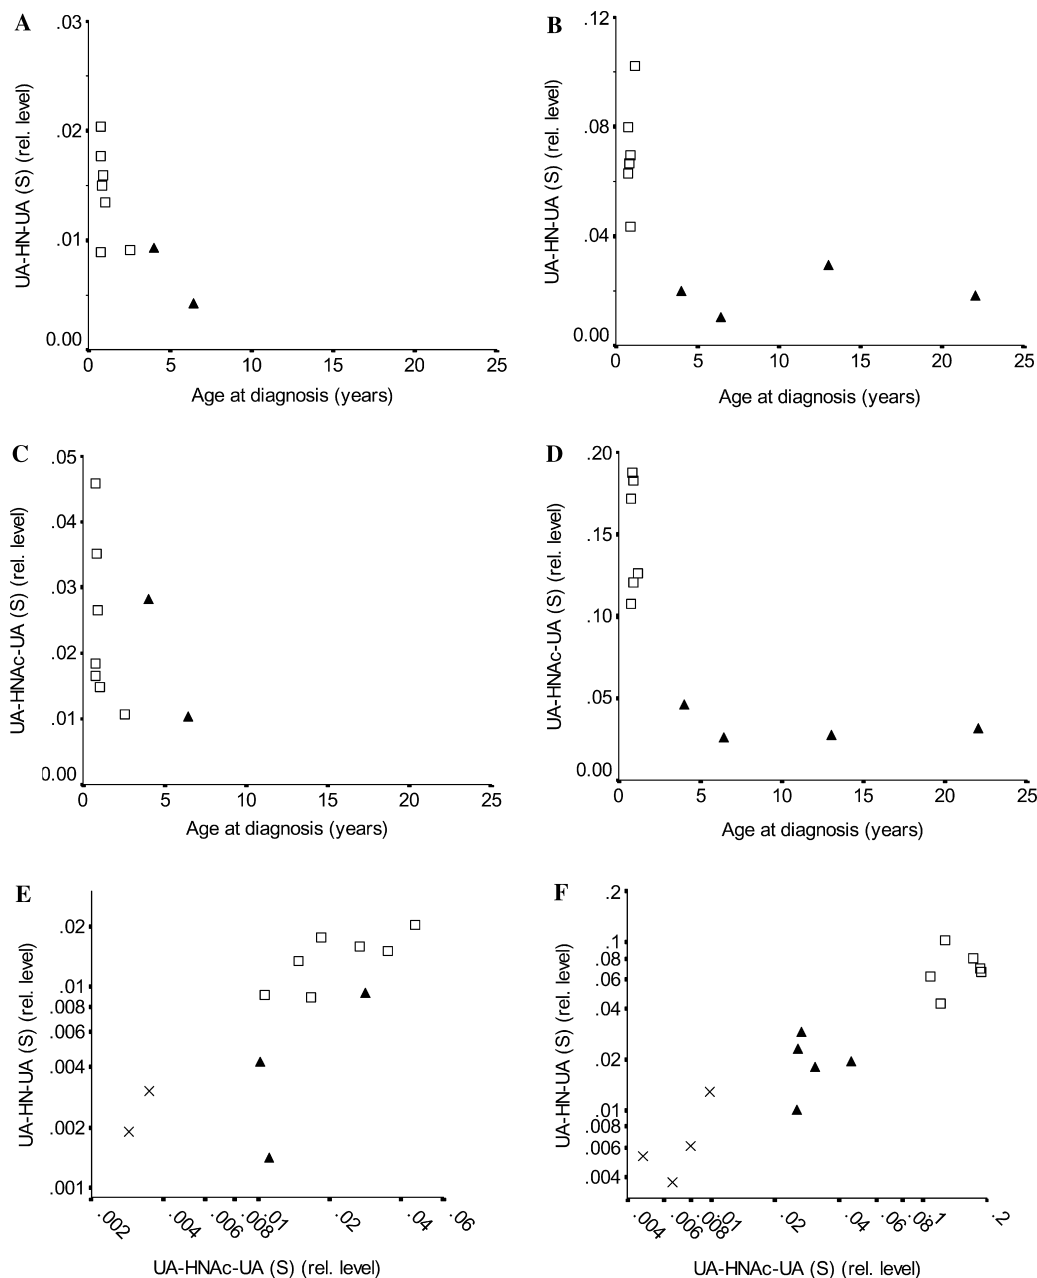 A
.03
.02
.01
0.00
UA-HN-UA (S) (rel. level)
0 5 10 15 20 25
Age at diagnosis (years)
B
.12
.08
.04
0.00
UA-HN-UA (S) (rel. level)
0 5 10 15 20 25
Age at diagnosis (years)
C
.05
.04
.03
.02
.01
0.00
UA-HNAc-UA (S) (rel. level)
0 5 10 15 20 25
Age at diagnosis (years)
D
.20
.15
.10
.05
0.00
UA-HNAc-UA (S) (rel. level)
0 5 10 15 20 25
Age at diagnosis (years)
E
.02
.01
.008
.006
.004
.002
.001
UA-HN-UA (S) (rel. level)
.002 .004 .006 .008 .01 .02 .04 .06
UA-HNAc-UA (S) (rel. level)
F
.2
.1
.08
.06
.04
.02
.01
.008
.006
.004
UA-HN-UA (S) (rel. level)
.004 .006 .008 .01 .02 .04 .06 .08 .1 .2
UA-HNAc-UA (S) (rel. level)